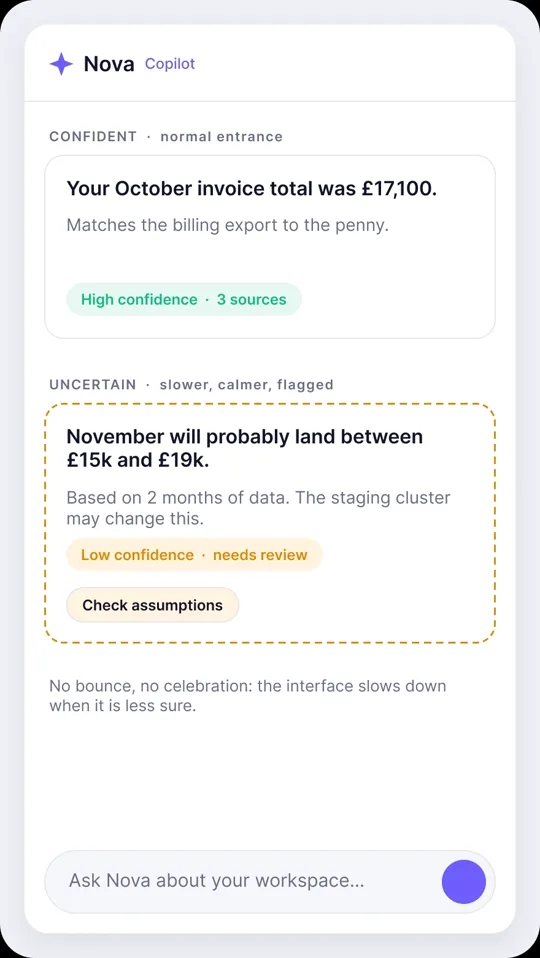 Nova Copilot
CONFIDENT · normal entrance
Your October invoice total was £17,100.
Matches the billing export to the penny.
High confidence · 3 sources
UNCERTAIN · slower, calmer, flagged
November will probably land between
£15k and £19k.
Based on 2 months of data. The staging cluster
may change this.
Low confidence · needs review
Check assumptions
No bounce, no celebration: the interface slows down
when it is less sure.
Ask Nova about your workspace...